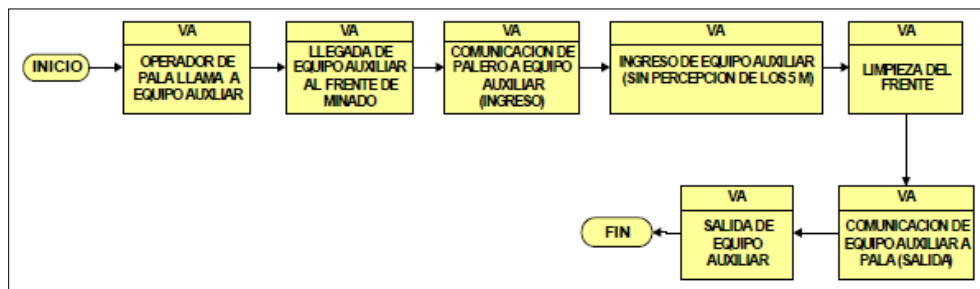 INICIO
VA
OPERADOR DE
PALA LLAMA A
EQUIPO AUXLIAR
VA
LLEGADA DE
EQUIPO AUXILIAR
AL FRENTE DE
MINADO
VA
COMUNICACION DE
PALERO A EQUIPO
AUXILIAR
(INGRESO)
VA
INGRESO DE EQUIPO AUXILIAR
(SIN PERCEPCION DE LOS 5 M)
VA
LIMPIEZA DEL
FRENTE
VA
COMUNICACION DE
EQUIPO AUXILIAR A
PALA (SALIDA)
VA
SALIDA DE
EQUIPO
AUXILIAR
FIN